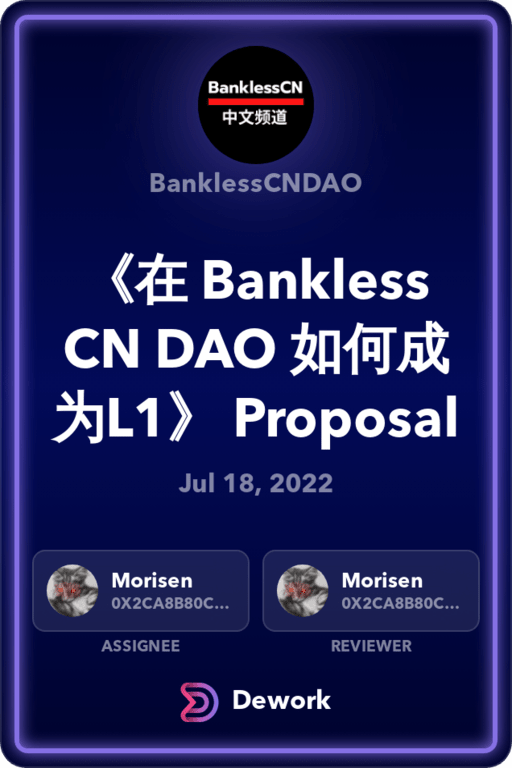 BanklessCN
中文频道
BanklessCNDAO
《在 Bankless
CN DAO 如何成
为L1》 Proposal
Jul 18, 2022
Morisen
0X2CA8B80C...
Morisen
0X2CA8B80C...
ASSIGNEE
REVIEWER
Dework